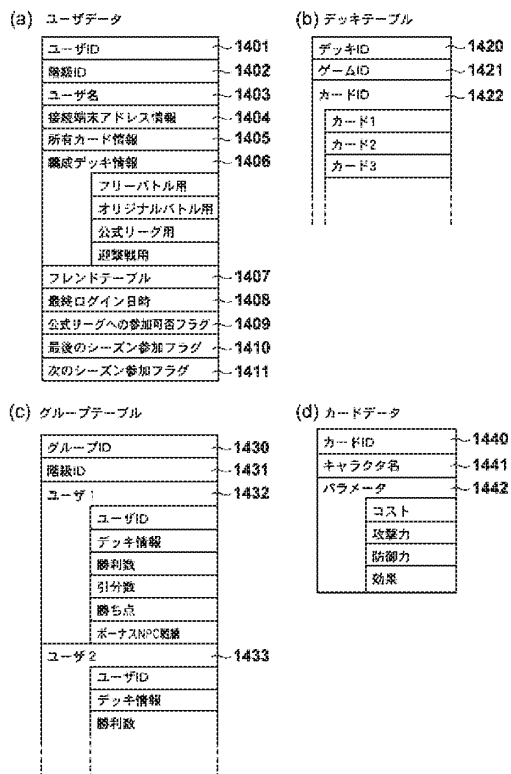 (a) ユーザデータ
ユーザID 1401
階級ID 1402
ユーザ名 1403
接続端末アドレス情報 1404
所有カード情報 1405
構成デッキ情報 1406
フリーバトル用
オリジナルバトル用
公式リーグ用
迎撃戦用
フレンドテーブル 1407
最終ログイン日時 1408
公式リーグへの参加可否フラグ 1409
最後のシーズン参加フラグ 1410
次のシーズン参加フラグ 1411
(b) デッキテーブル
デッキID 1420
ゲームID 1421
カードID 1422
カード1
カード2
カード3
(c) グループテーブル
グループID 1430
階級ID 1431
ユーザ1 1432
ユーザID
デッキ情報
勝利数
引分数
勝ち点
ボーナスNPC戦績
ユーザ2 1433
ユーザID
デッキ情報
勝利数
(d) カードデータ
カードID 1440
キャラクタ名 1441
パラメータ 1442
コスト
攻撃力
防御力
効果